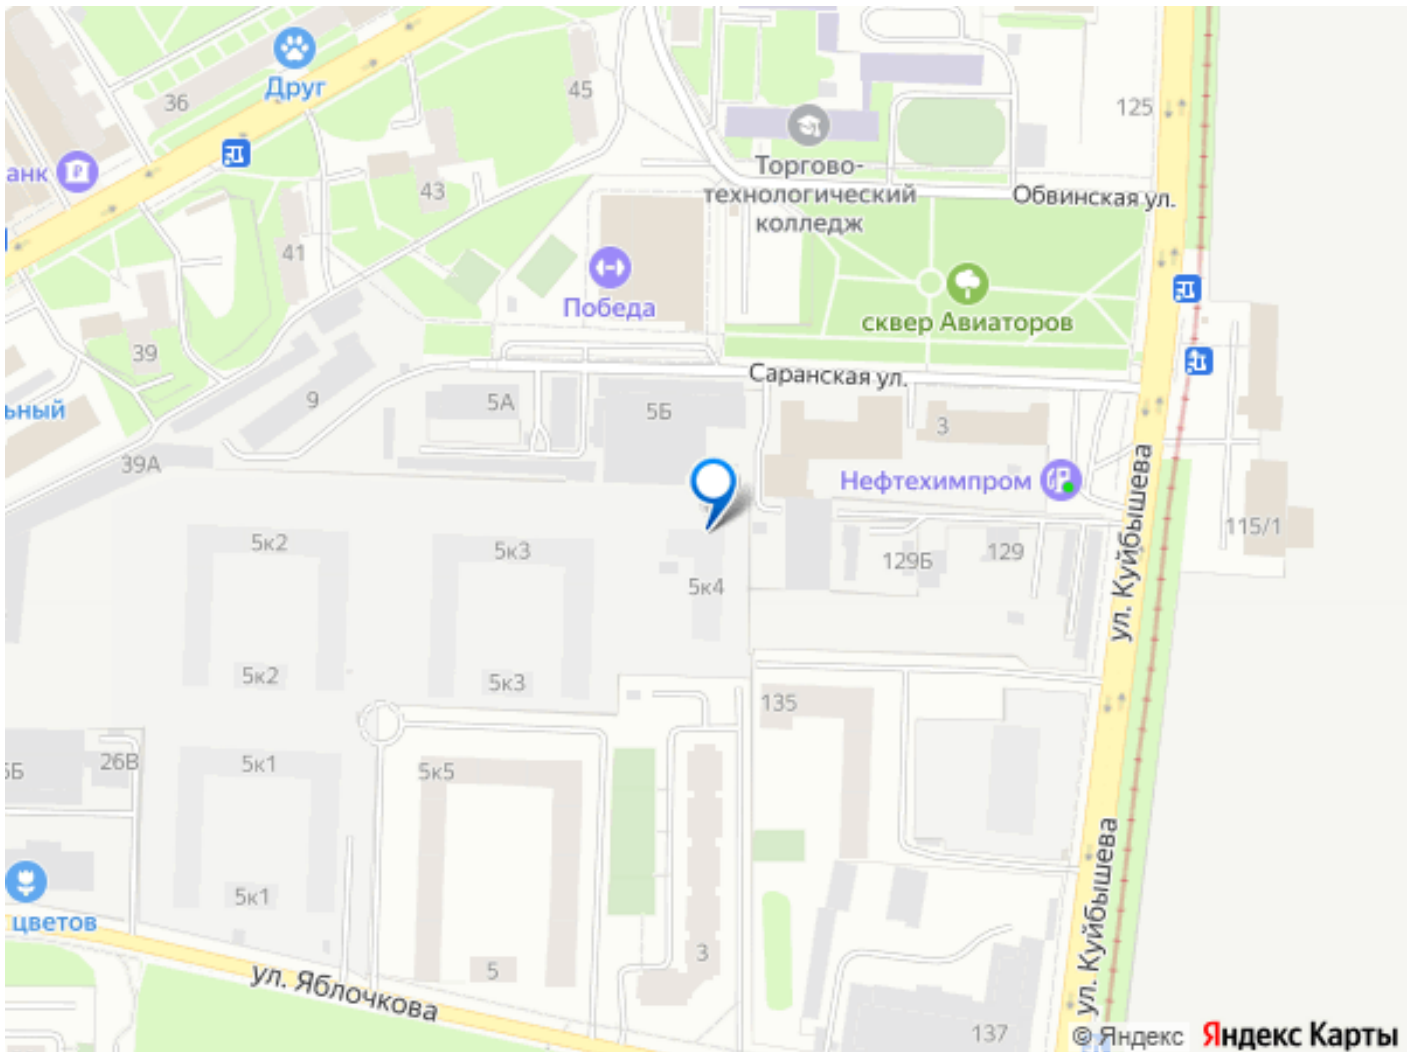 Друг
36
45
125
анк
Торгово-
технологический
колледж
43
Обвинская ул.
41
Победа
сквер Авиаторов
39
Саранская ул.
9
5А
5Б
3
ьный
39А
Нефтехимпром
ул. Куйбышева
115/1
5к2
5к3
129Б
129
5к4
5к2
5к3
135
26В
5Б
5к1
5к5
ул. Куйбышева
5к1
цветов
3
5
ул. Яблочкова
137
© Яндекс Яндекс Карты